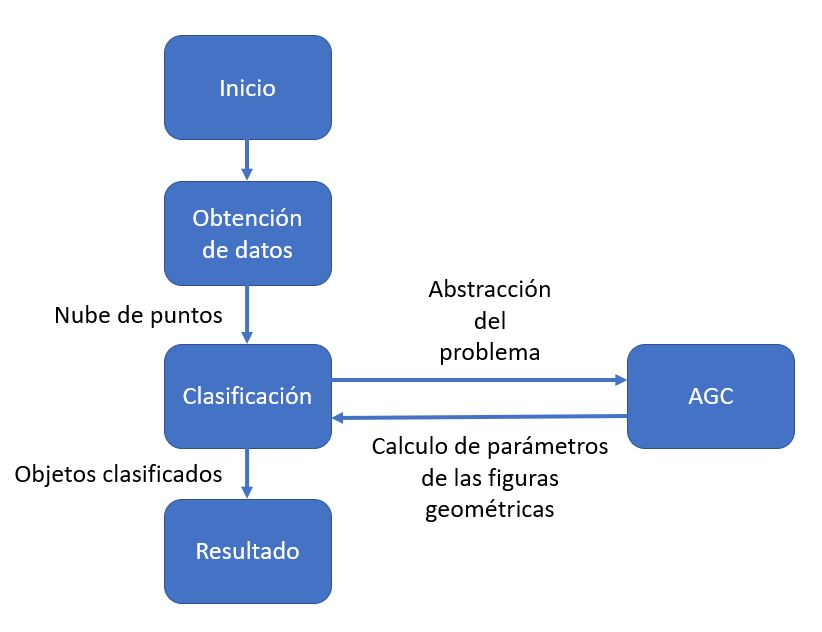 Inicio
Obtención
de datos
Nube de puntos
Abstracción
del
problema
Clasificación
AGC
Calculo de parámetros
de las figuras
geométricas
Objetos clasificados
Resultado